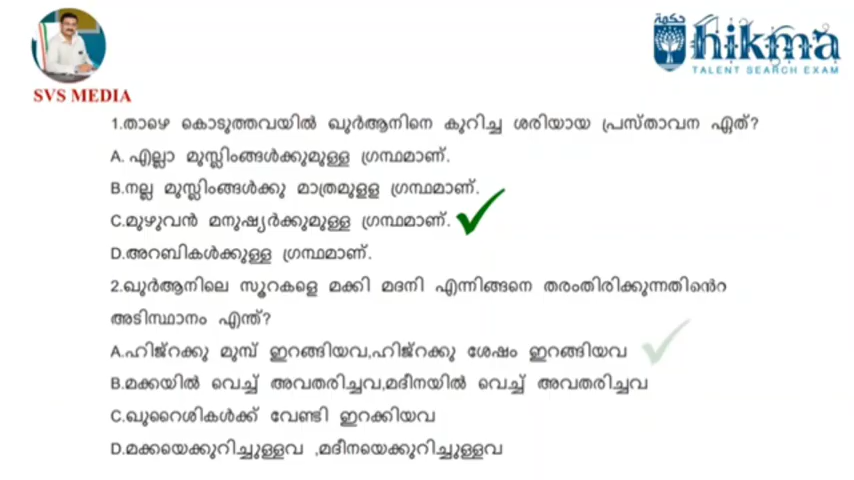 حكمة
hikma
TALENT SEARCH EXAM
SVS MEDIA
1.താഴെ കൊടുത്തവയിൽ ഖുർആനിനെ കുറിച്ച ശരിയായ പ്രസ്താവന ഏത്?
A. എല്ലാ മുസ്ലിംങ്ങൾക്കുമുള്ള ഗ്രന്ഥമാണ്.
B.നല്ല മുസ്ലിംങ്ങൾക്കു മാത്രമുളള ഗ്രന്ഥമാണ്.
C.മുഴുവൻ മനുഷ്യർക്കുമുള്ള ഗ്രന്ഥമാണ്.
D.അറബികൾക്കുള്ള ഗ്രന്ഥമാണ്.
2.ഖുർആനിലെ സൂറകളെ മക്കി മദനി എന്നിങ്ങനെ തരംതിരിക്കുന്നതിൻെറ
അടിസ്ഥാനം എന്ത്?
A.ഹിജ്റക്കു മുമ്പ് ഇറങ്ങിയവ,ഹിജ്റക്കു ശേഷം ഇറങ്ങിയവ
B.മക്കയിൽ വെച്ച് അവതരിച്ചവ,മദീനയിൽ വെച്ച് അവതരിച്ചവ
C.ഖുറൈശികൾക്ക് വേണ്ടി ഇറക്കിയവ
D.മക്കയെക്കുറിച്ചുള്ളവ ,മദീനയെക്കുറിച്ചുള്ളവ